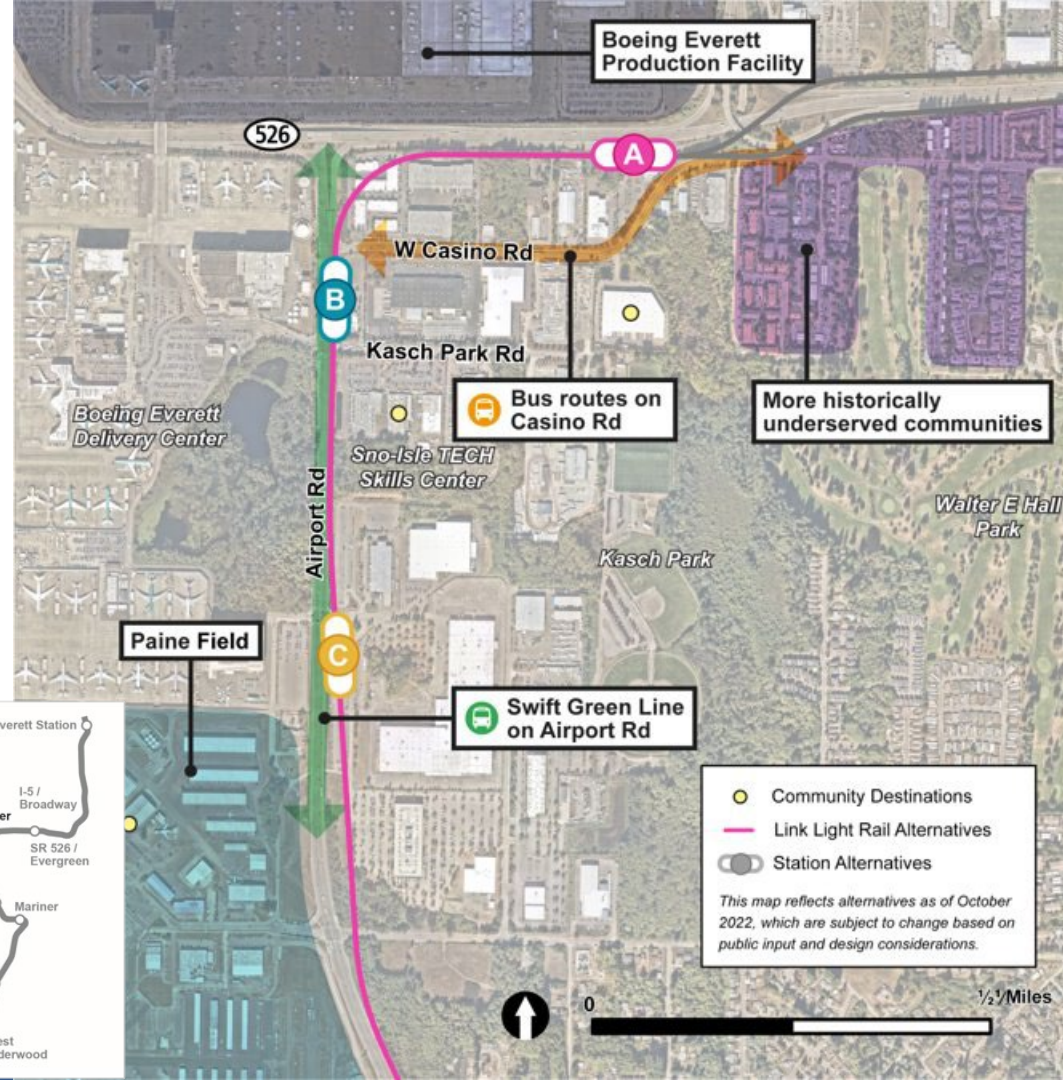 Boeing Everett
Production Facility
526
A
W Casino Rd
B
Kasch Park Rd
Bus routes on
Casino Rd
More historically
underserved communities
Boeing Everett
Delivery Center
Sno-Isle TECH
Skills Center
Airport Rd
Walter E Hall
Park
Kasch Park
Paine Field
C
Swift Green Line
on Airport Rd
verett Station
I-5 /
Broadway
er
SR 526 /
Evergreen
Mariner
est
derwood
Community Destinations
Link Light Rail Alternatives
Station Alternatives
This map reflects alternatives as of October
2022, which are subject to change based on
public input and design considerations.
0
Miles